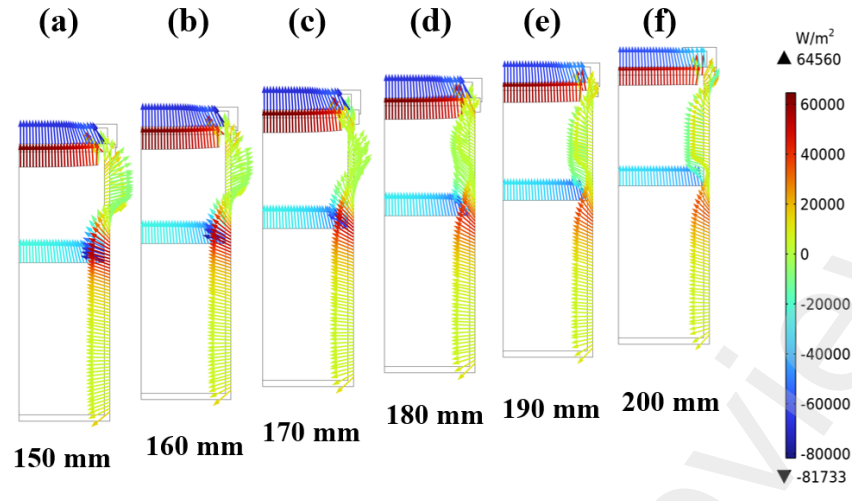 (a) (b) (c) (d) (e) (f)
W/m²
▲ 64560
60000
40000
20000
0
-20000
-40000
-60000
-80000
▼ -81733
150 mm
160 mm
170 mm
180 mm
190 mm
200 mm